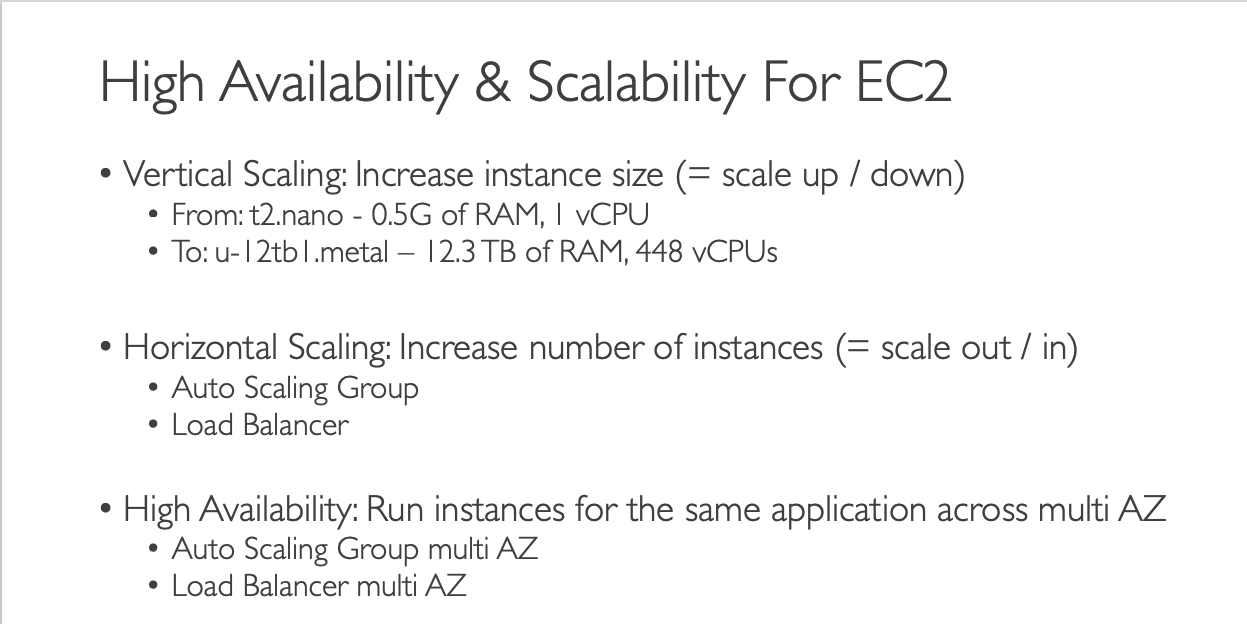 High Availability & Scalability For EC2
• Vertical Scaling: Increase instance size (= scale up / down)
• From: t2.nano - 0.5G of RAM, 1 vCPU
• To: u-12tb1.metal – 12.3 TB of RAM, 448 vCPUs
• Horizontal Scaling: Increase number of instances (= scale out / in)
• Auto Scaling Group
• Load Balancer
• High Availability: Run instances for the same application across multi AZ
• Auto Scaling Group multi AZ
• Load Balancer multi AZ